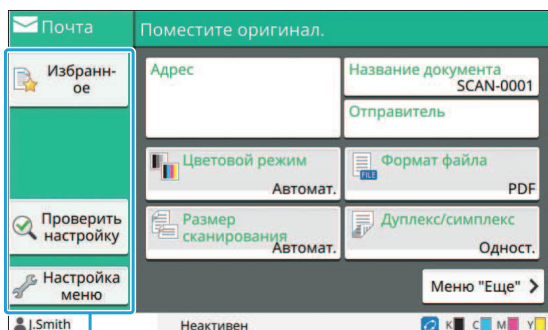 Почта
Поместите оригинал.
Избранн-
ое
Адрес
Название документа
SCAN-0001
Отправитель
Цветовой режим
Автомат.
Формат файла
FILE
PDF
Проверить
настройку
Размер
сканирования
Автомат.
Дуплекс/симплекс
Одност.
Настройка
меню
Меню "Еще"
J.Smith
Неактивен
K C M Y